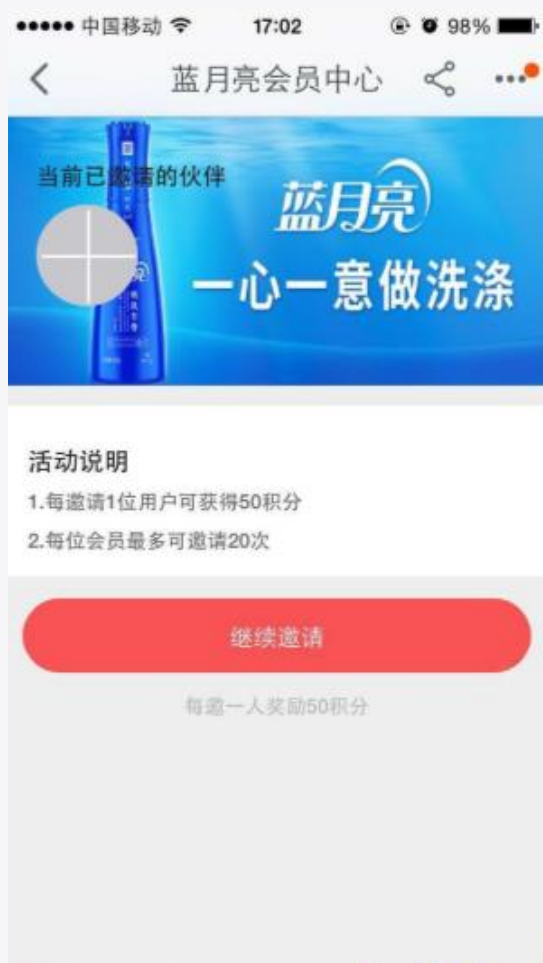 中国移动 17:02 98%
蓝月亮会员中心
当前已邀请的伙伴
蓝月亮
一心一意做洗涤
活动说明
1.每邀请1位用户可获得50积分
2.每位会员最多可邀请20次
继续邀请
每邀一人奖励50积分